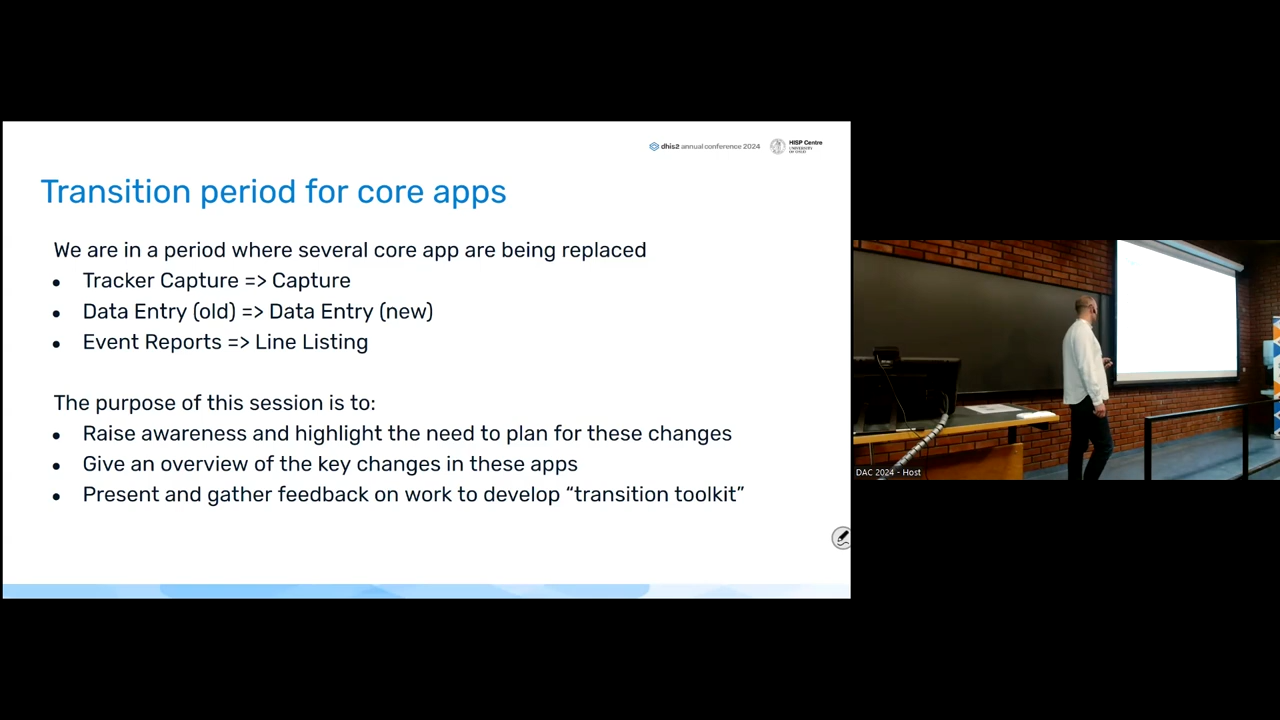 dhis2 annual conference 2024
HISP Centre
UNIVERSITY
OF OSLO
Transition period for core apps
We are in a period where several core app are being replaced
• Tracker Capture => Capture
• Data Entry (old) => Data Entry (new)
• Event Reports => Line Listing
The purpose of this session is to:
• Raise awareness and highlight the need to plan for these changes
• Give an overview of the key changes in these apps
• Present and gather feedback on work to develop “transition toolkit”
DAC 2024 - Host